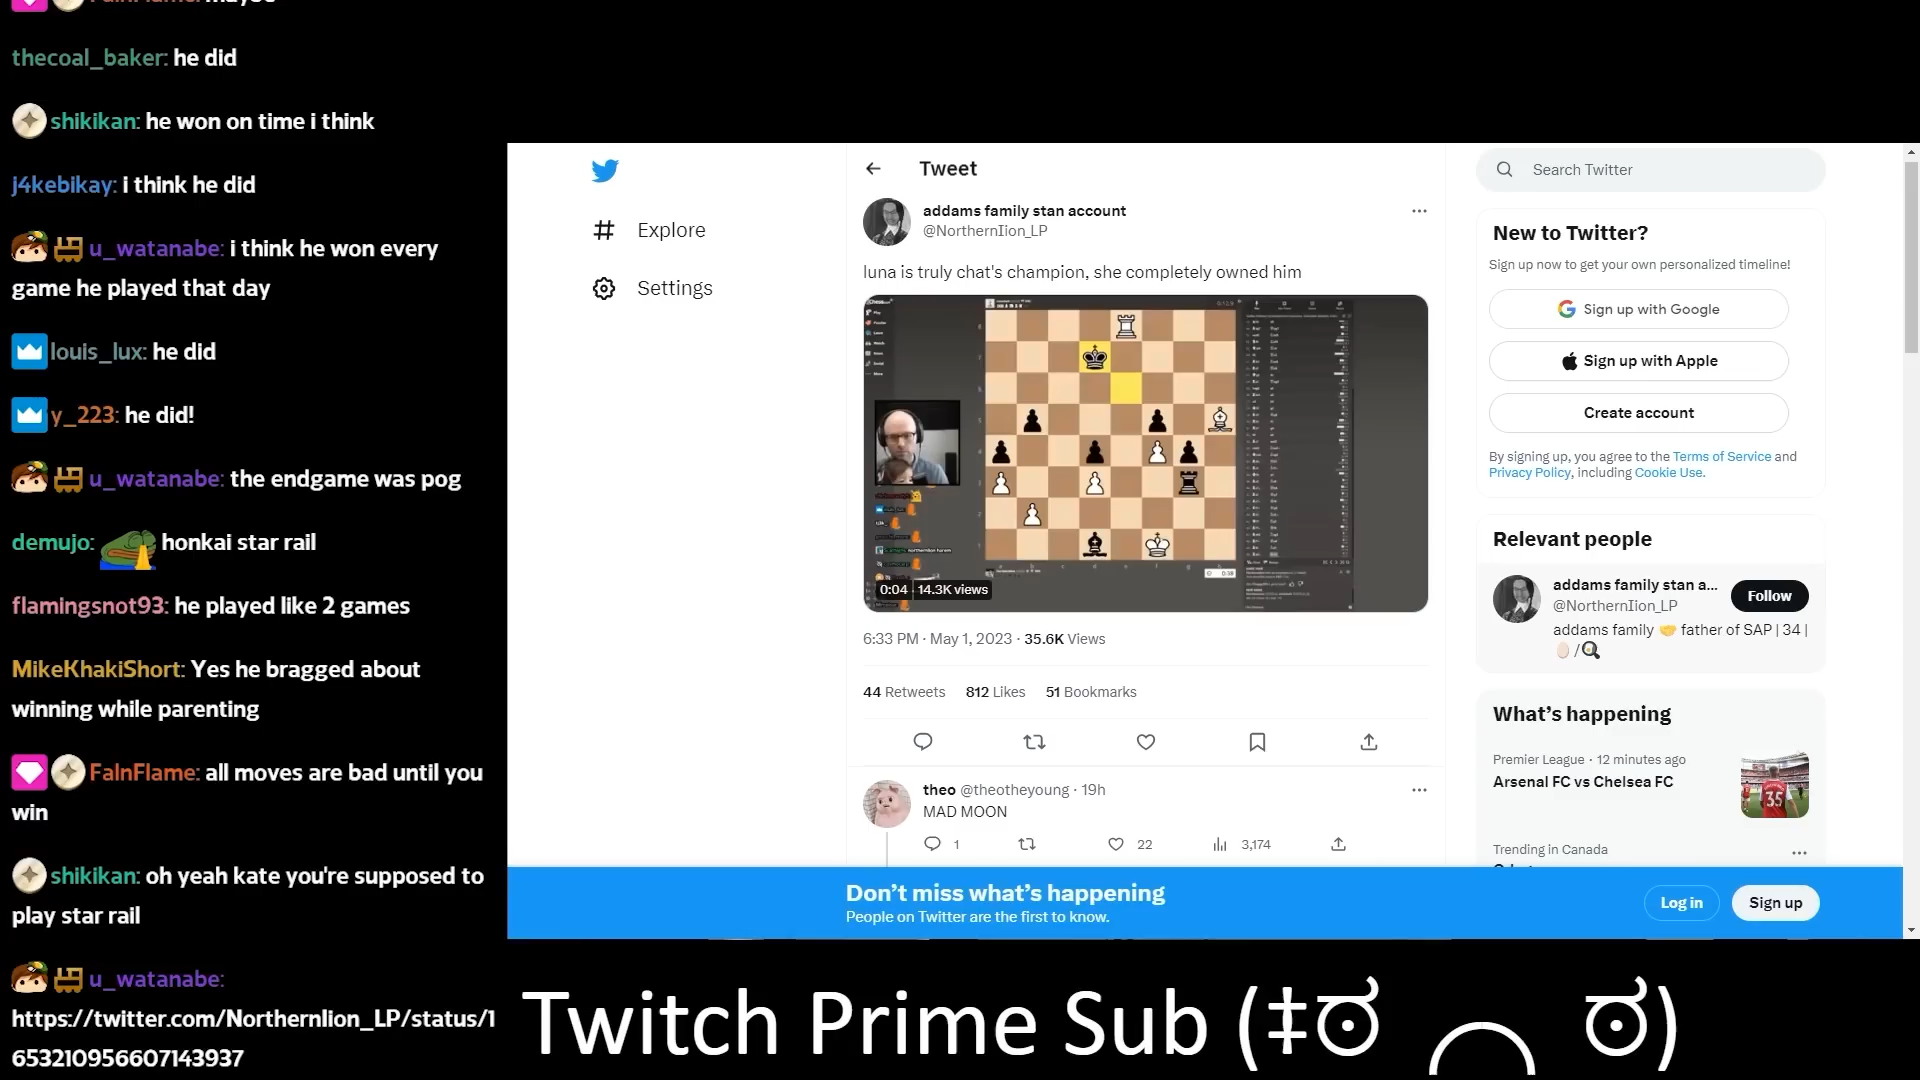 thecoal_baker: he did
shikikan: he won on time i think
j4kebikay: i think he did
u_watanabe: i think he won every
game he played that day
louis_lux: he did
y_223: he did!
u_watanabe: the endgame was pog
demujo: honkai star rail
flamingsnot93: he played like 2 games
MikeKhakiShort: Yes he bragged about
winning while parenting
FalnFlame: all moves are bad until you
win
shikikan: oh yeah kate you're supposed to
play star rail
u_watanabe:
https://twitter.com/Northernlion_LP/status/1
653210956607143937
Explore
Settings
Tweet
addams family stan account
@NorthernIion_LP
luna is truly chat's champion, she completely owned him
0:04 · 14.3K views
6:33 PM · May 1, 2023 · 35.6K Views
44 Retweets 812 Likes 51 Bookmarks
theo @theotheyoung · 19h
MAD MOON
1 22 3,174
Search Twitter
New to Twitter?
Sign up now to get your own personalized timeline!
Sign up with Google
Sign up with Apple
Create account
By signing up, you agree to the Terms of Service and
Privacy Policy, including Cookie Use.
Relevant people
addams family stan a...
@NorthernIion_LP
Follow
addams family 🤝 father of SAP | 34 |
🥚 / 🍳
What's happening
Premier League · 12 minutes ago
Arsenal FC vs Chelsea FC
Trending in Canada
Don't miss what's happening
People on Twitter are the first to know.
Log in
Sign up
Twitch Prime Sub (‡ಠ ╭╮ ಠ)